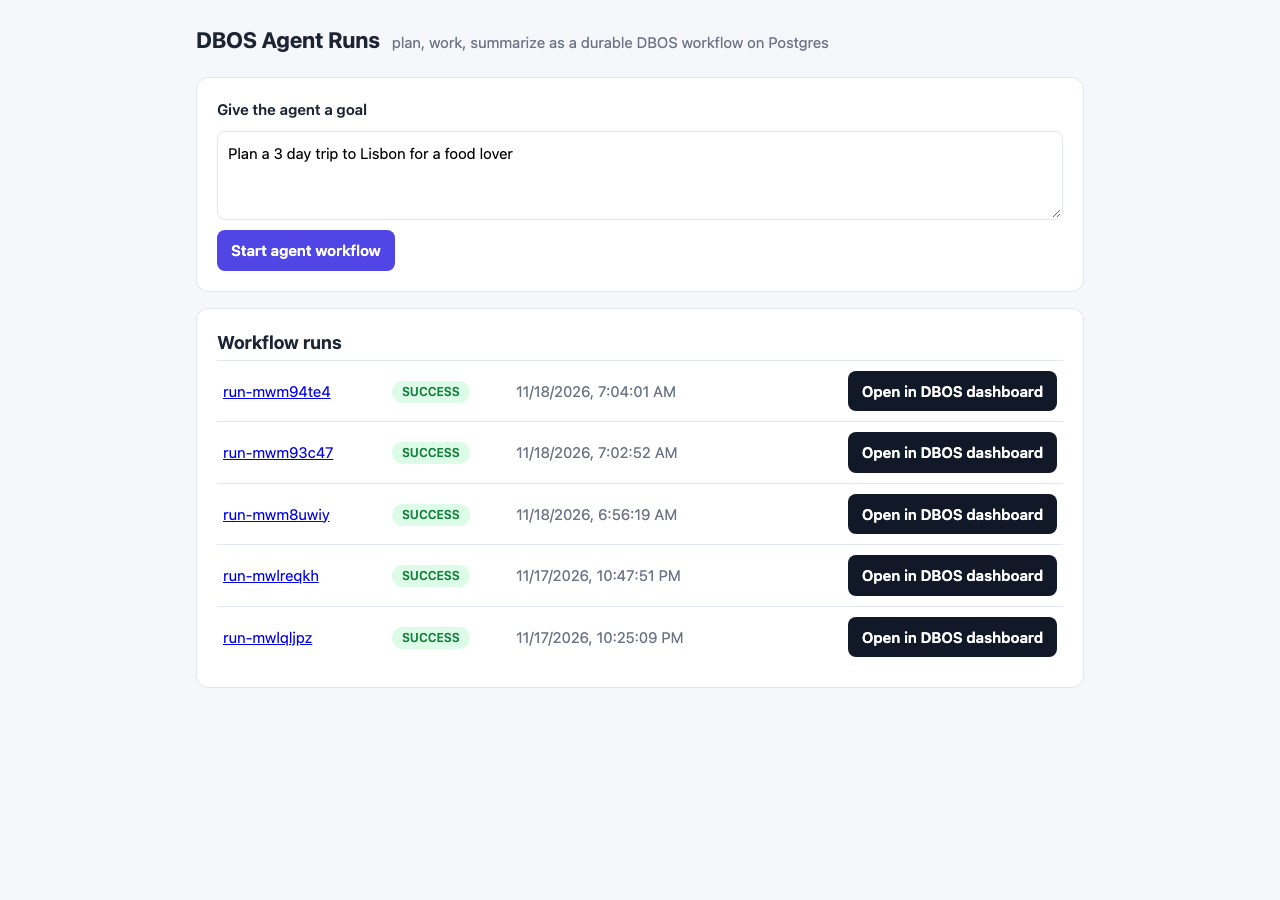 DBOS Agent Runs plan, work, summarize as a durable DBOS workflow on Postgres
Give the agent a goal
Plan a 3 day trip to Lisbon for a food lover
Start agent workflow
Workflow runs
run-mwm94te4 SUCCESS 11/18/2026, 7:04:01 AM Open in DBOS dashboard
run-mwm93c47 SUCCESS 11/18/2026, 7:02:52 AM Open in DBOS dashboard
run-mwm8uwiy SUCCESS 11/18/2026, 6:56:19 AM Open in DBOS dashboard
run-mwlreqkh SUCCESS 11/17/2026, 10:47:51 PM Open in DBOS dashboard
run-mwlqljpz SUCCESS 11/17/2026, 10:25:09 PM Open in DBOS dashboard